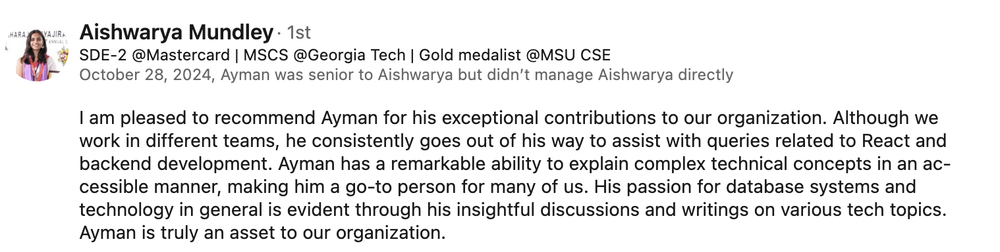 Aishwarya Mundley · 1st
SDE-2 @Mastercard | MSCS @Georgia Tech | Gold medalist @MSU CSE
October 28, 2024, Ayman was senior to Aishwarya but didn’t manage Aishwarya directly
I am pleased to recommend Ayman for his exceptional contributions to our organization. Although we
work in different teams, he consistently goes out of his way to assist with queries related to React and
backend development. Ayman has a remarkable ability to explain complex technical concepts in an ac-
cessible manner, making him a go-to person for many of us. His passion for database systems and
technology in general is evident through his insightful discussions and writings on various tech topics.
Ayman is truly an asset to our organization.